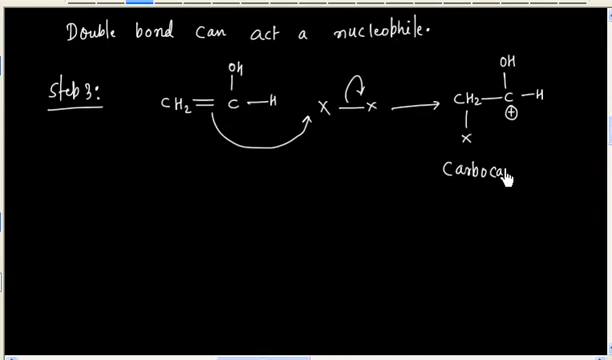 Double bond can act a nucleophile.
Step 3:
OH
CH2 = C - H
X - X
OH
CH2 - C - H
+
X
Carboca